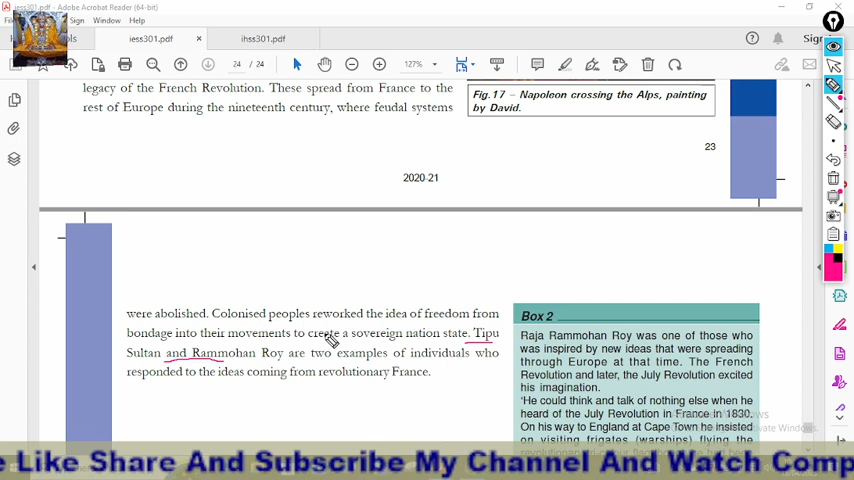 iess301.pdf - Adobe Acrobat Reader (64-bit)
Sign Window Help
Tools iess301.pdf × ihss301.pdf Sign
24 / 24 127%
legacy of the French Revolution. These spread from France to the
rest of Europe during the nineteenth century, where feudal systems
Fig.17 – Napoleon crossing the Alps, painting
by David.
23
2020-21
were abolished. Colonised peoples reworked the idea of freedom from
bondage into their movements to create a sovereign nation state. Tipu
Sultan and Rammohan Roy are two examples of individuals who
responded to the ideas coming from revolutionary France.
Box 2
Raja Rammohan Roy was one of those who
was inspired by new ideas that were spreading
through Europe at that time. The French
Revolution and later, the July Revolution excited
his imagination.
'He could think and talk of nothing else when he
heard of the July Revolution in France in 1830.
On his way to England at Cape Town he insisted
on visiting frigates (warships) flying the
e Like Share And Subscribe My Channel And Watch Comp